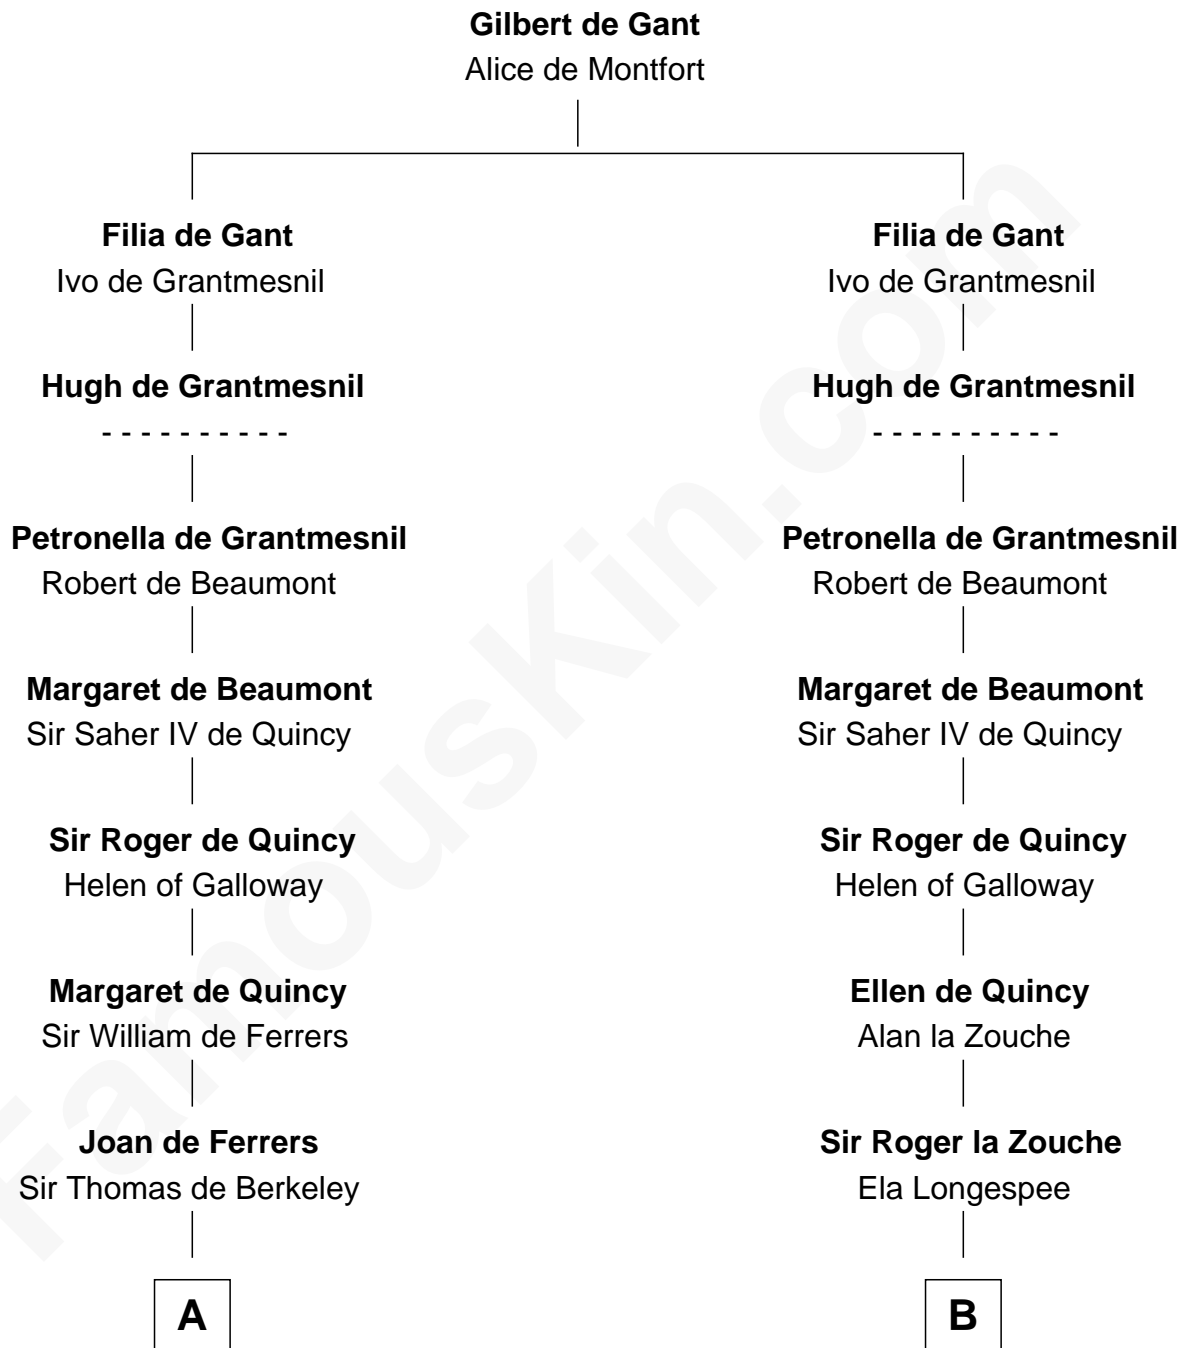 Gilbert de Gant
Alice de Montfort
Filia de Gant
Ivo de Grantmesnil
Hugh de Grantmesnil
- - - - - - - - - -
Petronella de Grantmesnil
Robert de Beaumont
Margaret de Beaumont
Sir Saher IV de Quincy
Sir Roger de Quincy
Helen of Galloway
Margaret de Quincy
Sir William de Ferrers
Joan de Ferrers
Sir Thomas de Berkeley
A
Filia de Gant
Ivo de Grantmesnil
Hugh de Grantmesnil
- - - - - - - - - -
Petronella de Grantmesnil
Robert de Beaumont
Margaret de Beaumont
Sir Saher IV de Quincy
Sir Roger de Quincy
Helen of Galloway
Ellen de Quincy
Alan la Zouche
Sir Roger la Zouche
Ela Longespee
B
FamousKin.com